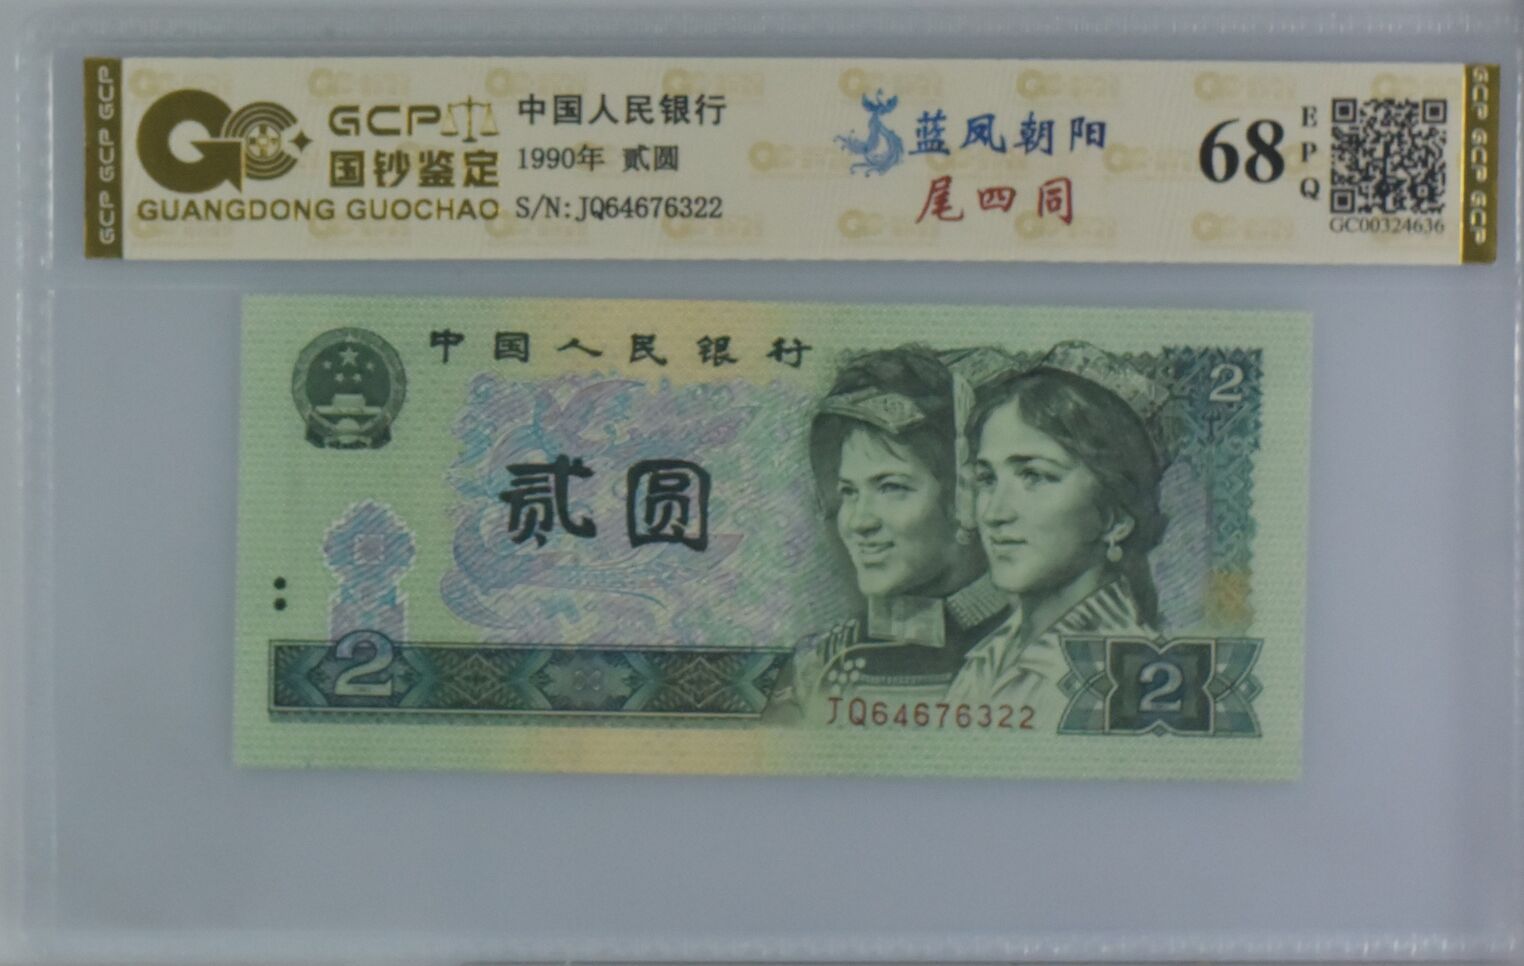 GCP GCP GCP
GCP
国钞鉴定
GUANGDONG GUOCHAO
中国人民银行
1990年 贰圆
S/N:JQ64676322
蓝凤朝阳
尾四同
68
EPQ
GC00324636
GCP GCP GCP
中国人民银行
2
贰圆
2
JQ64676322
2